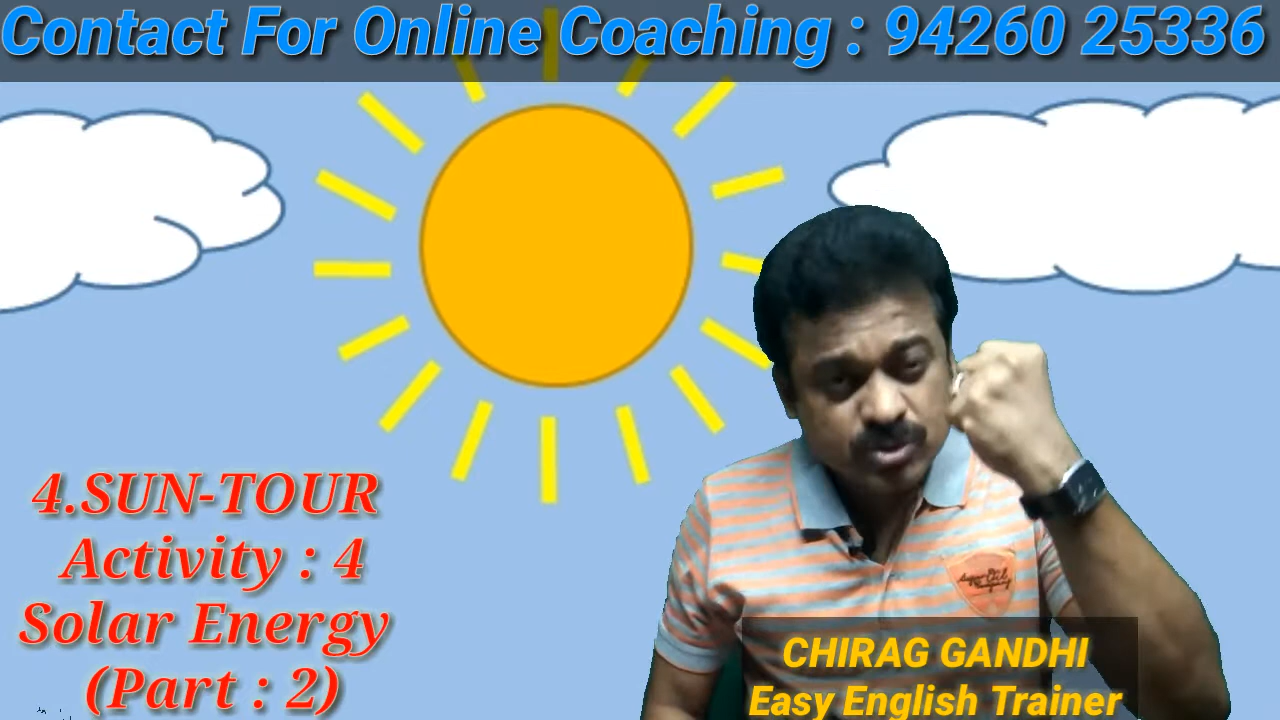 Contact For Online Coaching : 94260 25336
4.SUN-TOUR
Activity : 4
Solar Energy
(Part : 2)
CHIRAG GANDHI
Easy English Trainer